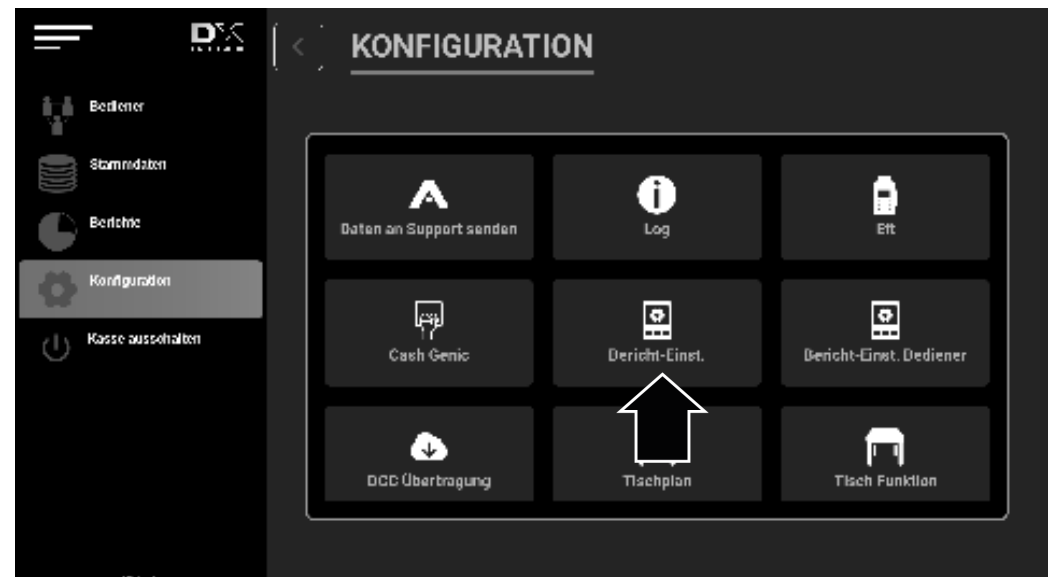 DX
KONFIGURATION
Bediener
Stammdaten
Berichte
Konfiguration
Kasse ausschalten
Daten an Support senden
Log
Eft
Cash Genic
Bericht-Einst.
Bericht-Einst. Bediener
DCC Übertragung
Tischplan
Tisch Funktion